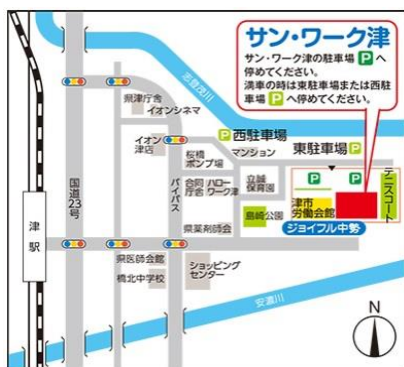 サン・ワーク津
サン・ワーク津の駐車場 P へ
停めてください。
満車の時は東駐車場または西駐
車場 P へ停めてください。
志登茂川
県津庁舎
イオンシネマ
P 西駐車場
イオン
津店
桜橋
ポンプ場
マンション
東駐車場 P
国道23号
バイパス
合同
庁舎
ハロー
ワーク津
立誠
保育園
P
P
テニスコート
津駅
島崎公園
津市
労働会館
県薬剤師会
ジョイフル中勢
県医師会館
橋北中学校
ショッピング
センター
安濃川
N